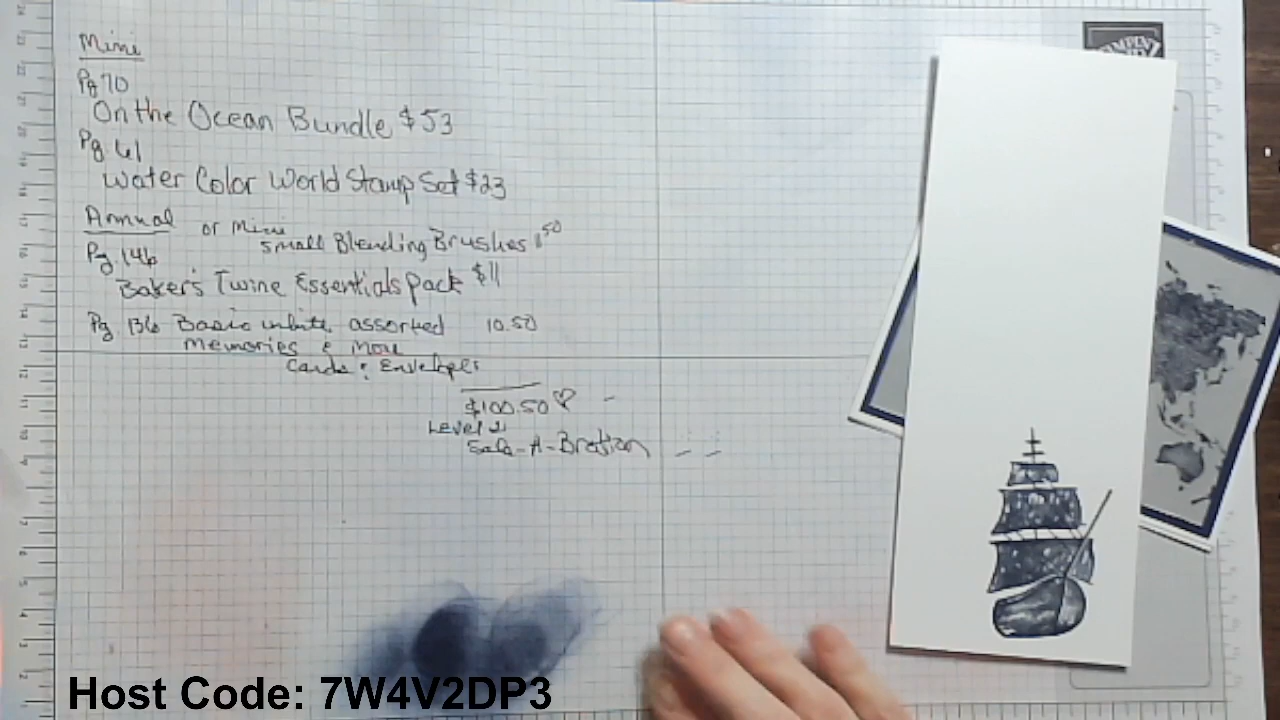 Mini
Pg 70
On the Ocean Bundle $53
Pg 61
Water Color World Stamp Set $23
Annual or Mini
Small Blending Brushes 50
Pg. 146
Baker's Twine Essentials Pack $11
Pg 136 Basic white assorted 10.50
Memories & More
Cards & Envelopes
$100.50
Level 2
Sale-A-Bration
Host Code: 7W4V2DP3